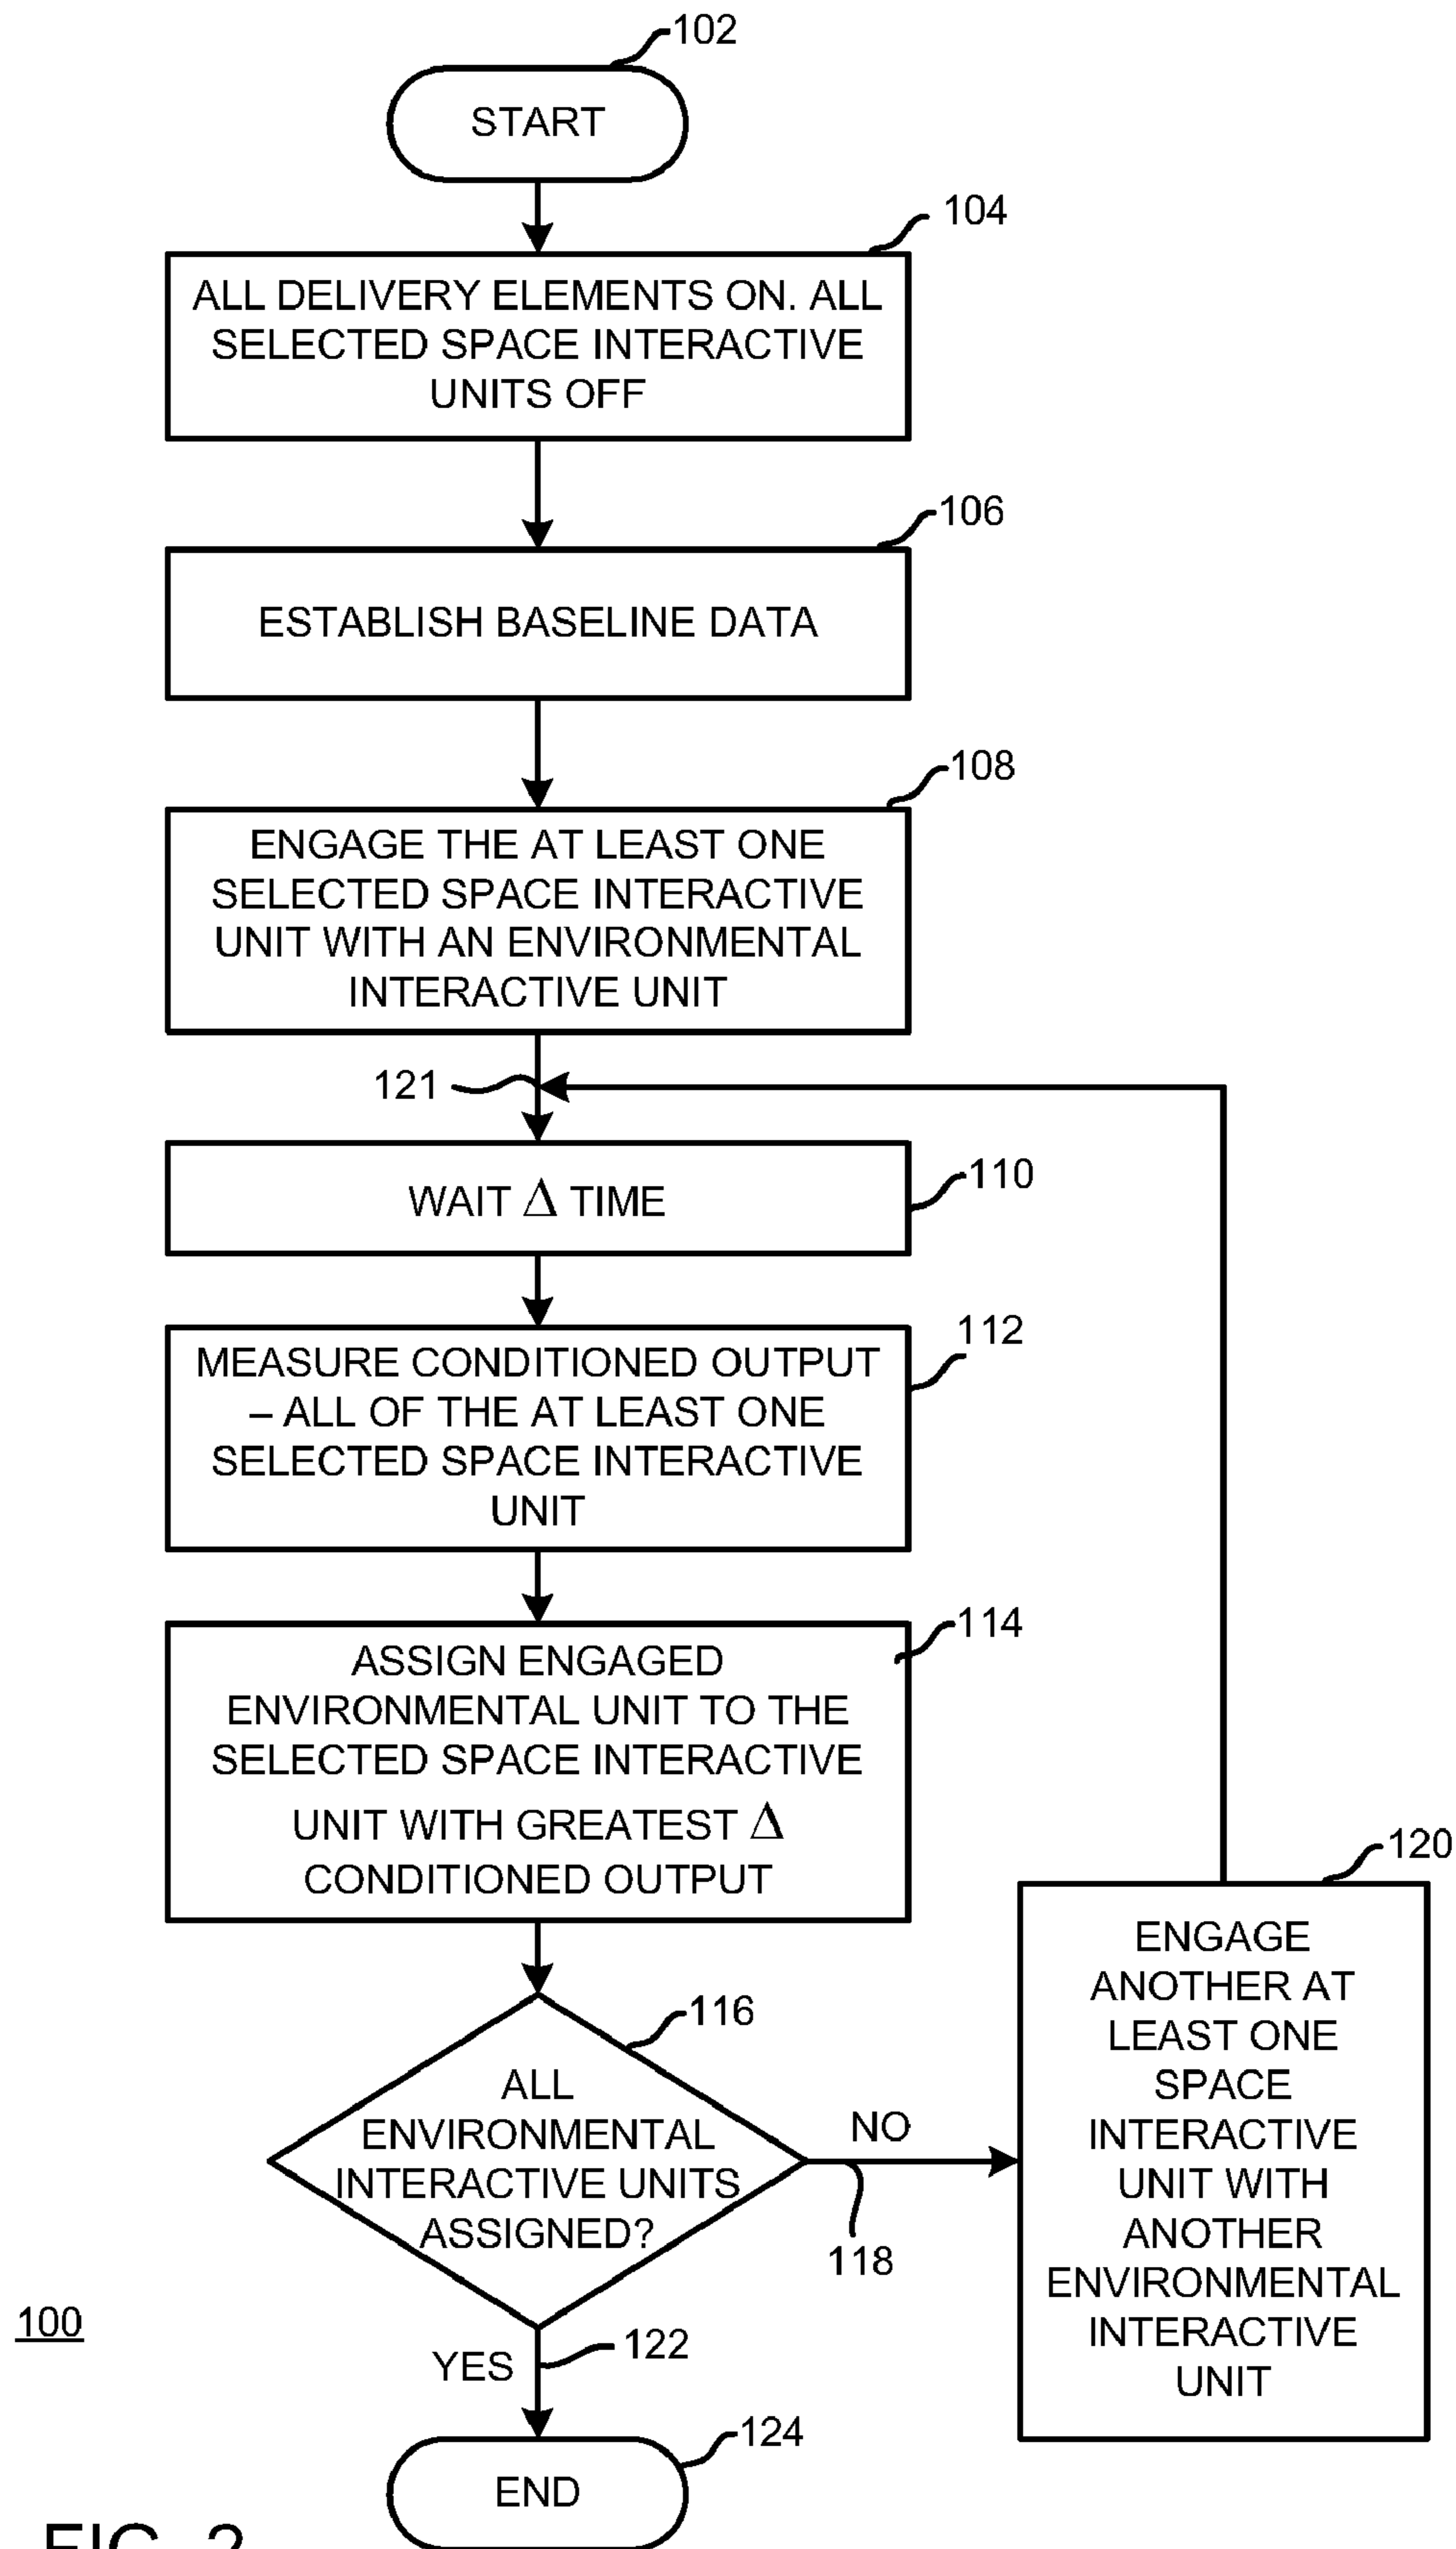 102
START
104
ALL DELIVERY ELEMENTS ON. ALL
SELECTED SPACE INTERACTIVE
UNITS OFF
106
ESTABLISH BASELINE DATA
108
ENGAGE THE AT LEAST ONE
SELECTED SPACE INTERACTIVE
UNIT WITH AN ENVIRONMENTAL
INTERACTIVE UNIT
121
WAIT Δ TIME
110
112
MEASURE CONDITIONED OUTPUT
– ALL OF THE AT LEAST ONE
SELECTED SPACE INTERACTIVE
UNIT
114
ASSIGN ENGAGED
ENVIRONMENTAL UNIT TO THE
SELECTED SPACE INTERACTIVE
UNIT WITH GREATEST Δ
CONDITIONED OUTPUT
116
ALL
ENVIRONMENTAL
INTERACTIVE UNITS
ASSIGNED?
NO
118
120
ENGAGE
ANOTHER AT
LEAST ONE
SPACE
INTERACTIVE
UNIT WITH
ANOTHER
ENVIRONMENTAL
INTERACTIVE
UNIT
100
YES
122
124
END
FIG. 2